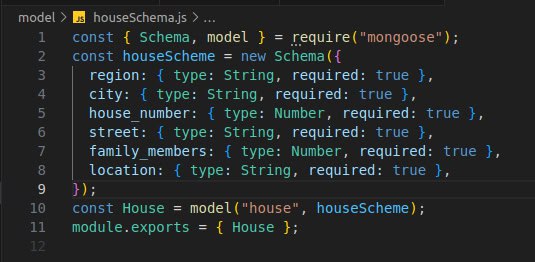 model > JS houseSchema.js > ...
1 const { Schema, model } = require("mongoose");
2 const houseScheme = new Schema({
3   region: { type: String, required: true },
4   city: { type: String, required: true },
5   house_number: { type: Number, required: true },
6   street: { type: String, required: true },
7   family_members: { type: Number, required: true },
8   location: { type: String, required: true },
9 });
10 const House = model("house", houseScheme);
11 module.exports = { House };
12